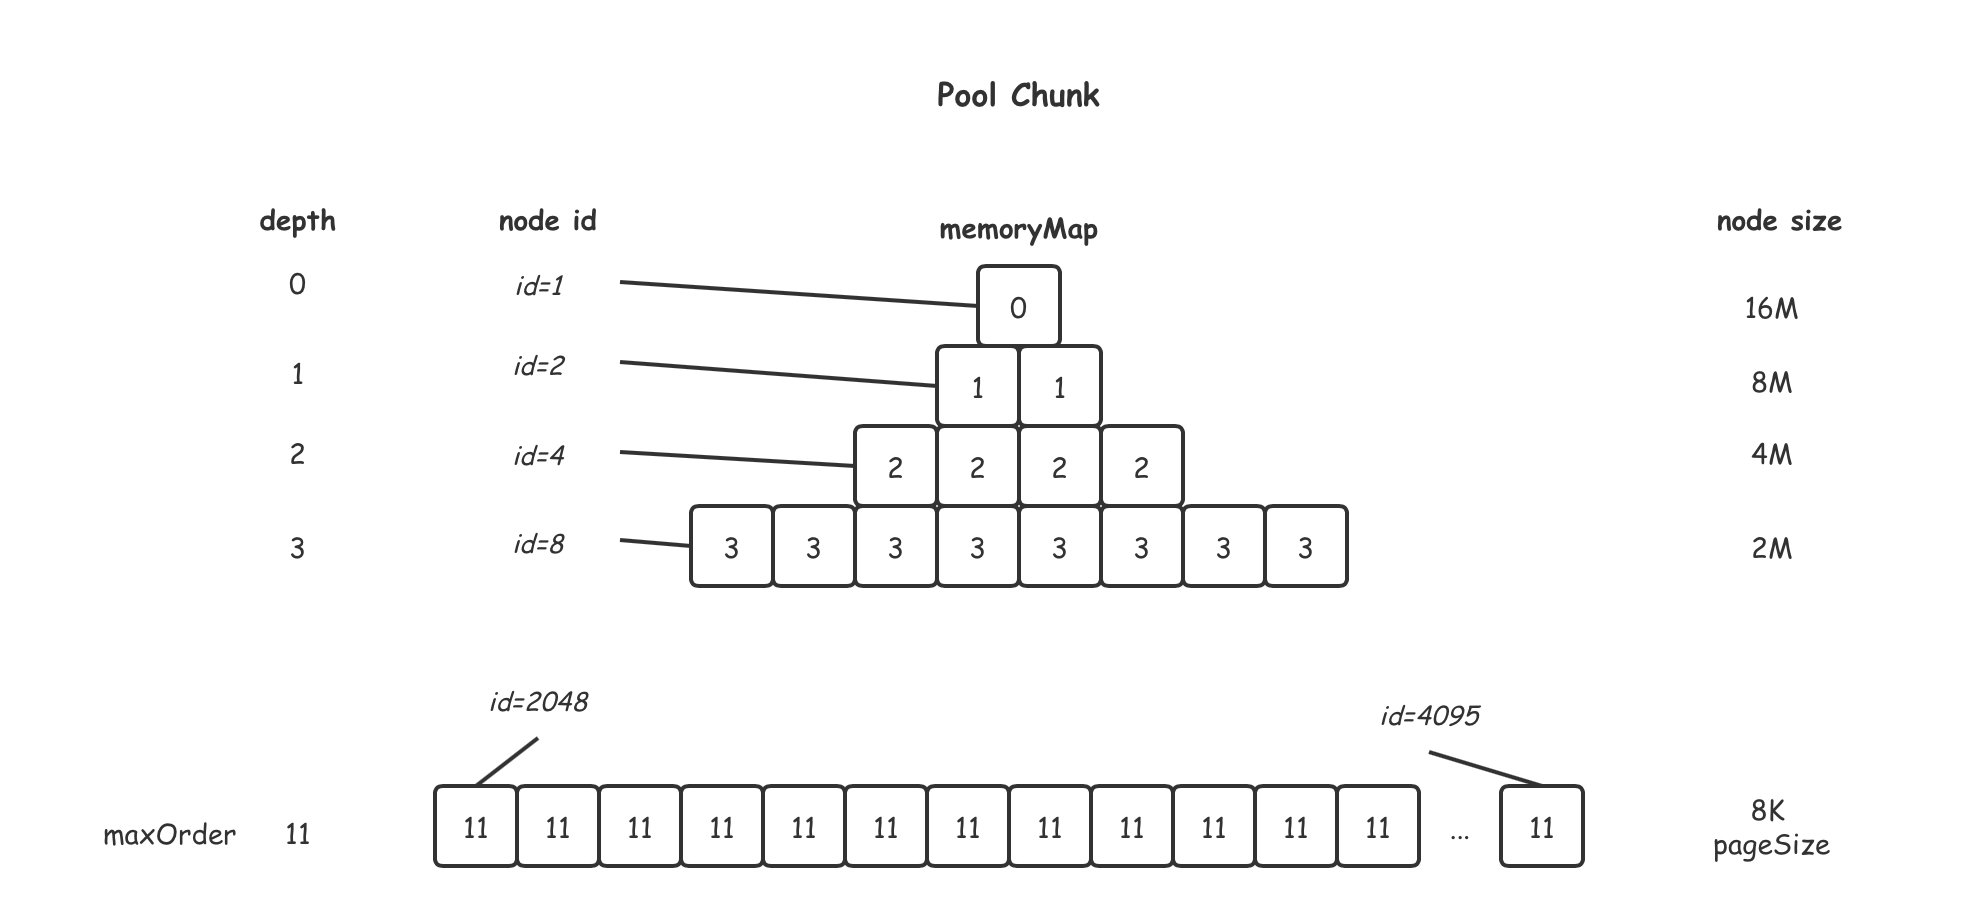 Pool Chunk
depth node id memoryMap node size
0 id=1 0 16M
1 id=2 1 1 8M
2 id=4 2 2 2 2 4M
3 id=8 3 3 3 3 3 3 3 3 2M
id=2048 id=4095
maxOrder 11 11 11 11 11 11 11 11 11 11 11 11 11 ... 11 8K
pageSize